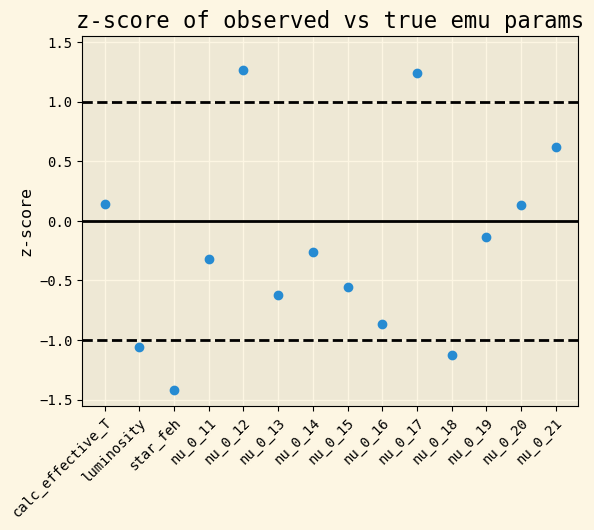 z-score of observed vs true emu params
1.5
1.0
0.5
0.0
−0.5
−1.0
−1.5
z-score
calc_effective_T
luminosity
star_feh
nu_0_11
nu_0_12
nu_0_13
nu_0_14
nu_0_15
nu_0_16
nu_0_17
nu_0_18
nu_0_19
nu_0_20
nu_0_21